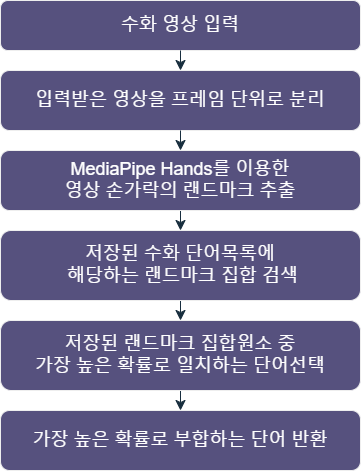 수화 영상 입력
입력받은 영상을 프레임 단위로 분리
MediaPipe Hands를 이용한
영상 손가락의 랜드마크 추출
저장된 수화 단어목록에
해당하는 랜드마크 집합 검색
저장된 랜드마크 집합원소 중
가장 높은 확률로 일치하는 단어선택
가장 높은 확률로 부합하는 단어 반환